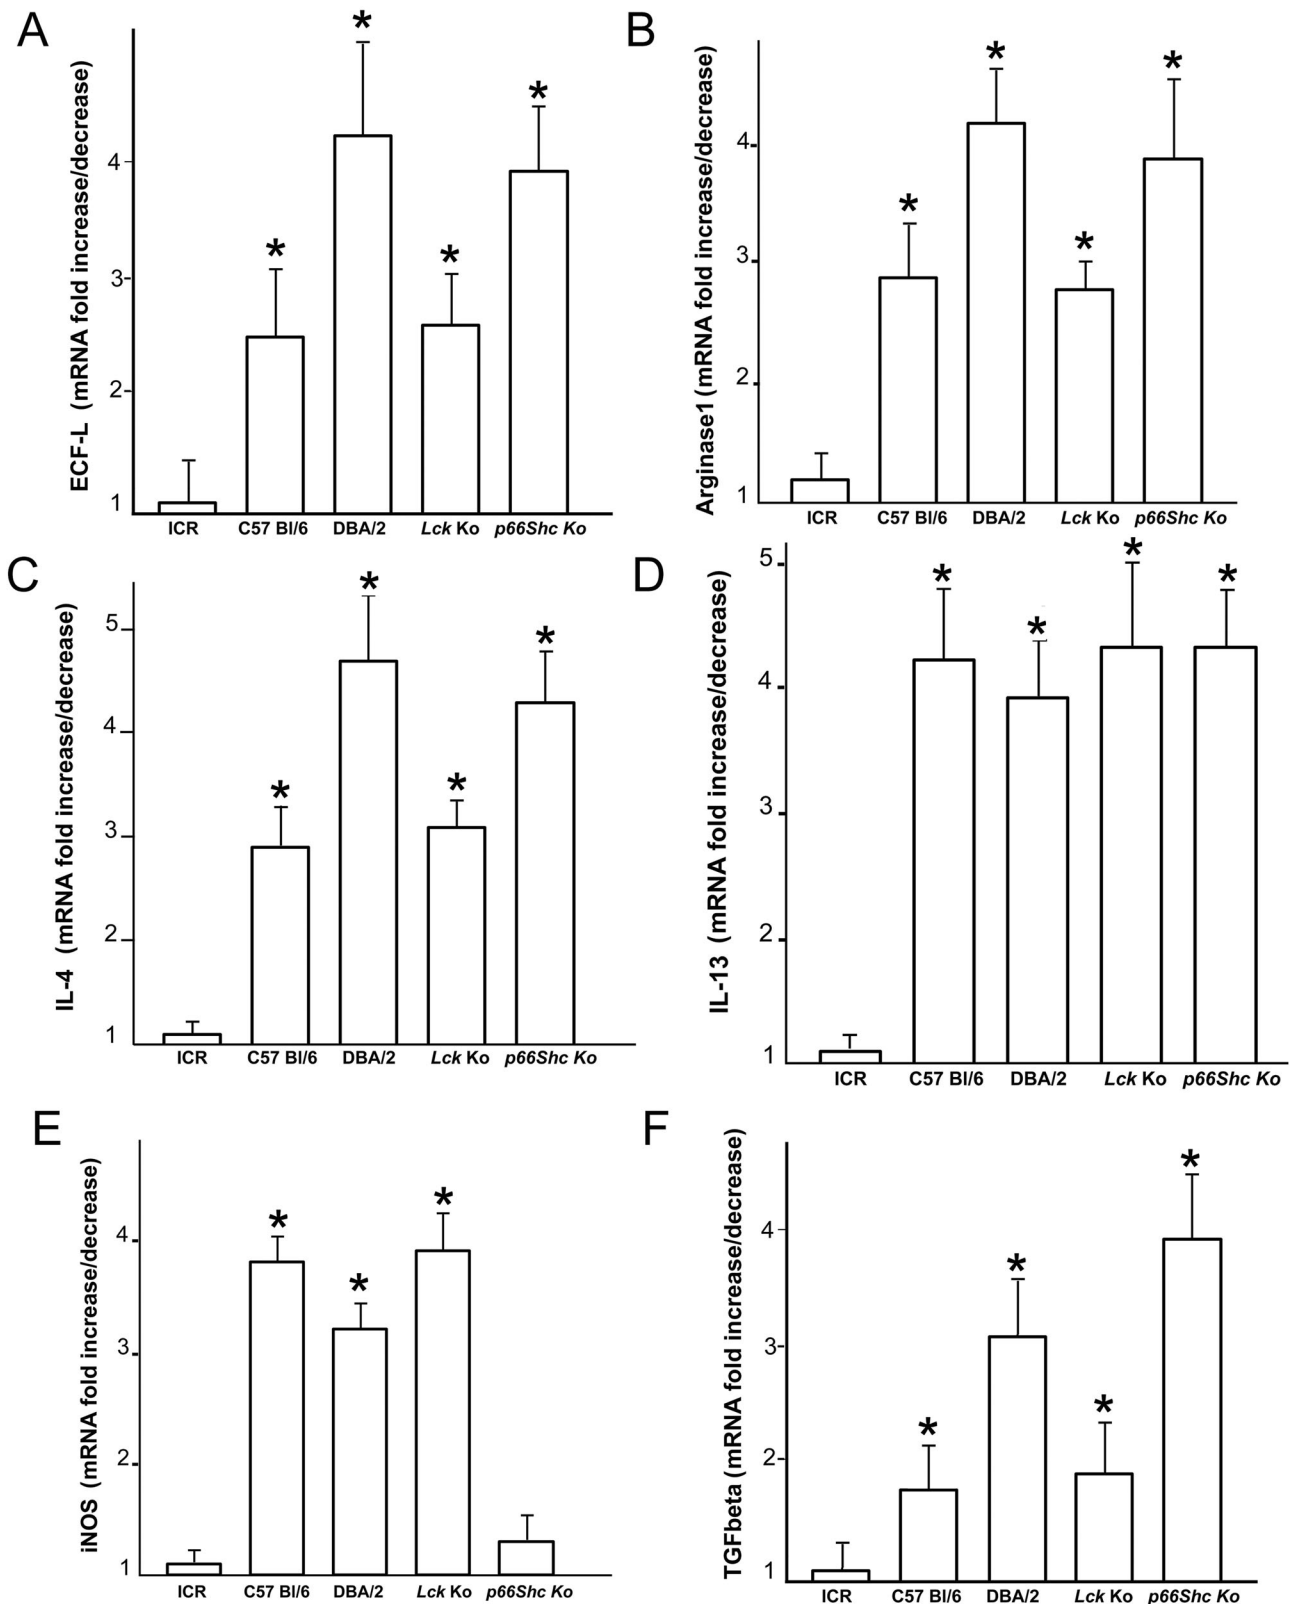 A
ECF-L (mRNA fold increase/decrease)
*
*
*
*
4
3
2
1
ICR
C57 Bl/6
DBA/2
Lck Ko
p66Shc Ko
B
Arginase1 (mRNA fold increase/decrease)
*
*
*
*
4
3
2
1
ICR
C57 Bl/6
DBA/2
Lck Ko
p66Shc Ko
C
IL-4 (mRNA fold increase/decrease)
*
*
*
*
5
4
3
2
1
ICR
C57 Bl/6
DBA/2
Lck Ko
p66Shc Ko
D
IL-13 (mRNA fold increase/decrease)
*
*
*
*
5
4
3
2
1
ICR
C57 Bl/6
DBA/2
Lck Ko
p66Shc Ko
E
iNOS (mRNA fold increase/decrease)
*
*
*
4
3
2
1
ICR
C57 Bl/6
DBA/2
Lck Ko
p66Shc Ko
F
TGFbeta (mRNA fold increase/decrease)
*
*
*
*
4
3
2
1
ICR
C57 Bl/6
DBA/2
Lck Ko
p66Shc Ko